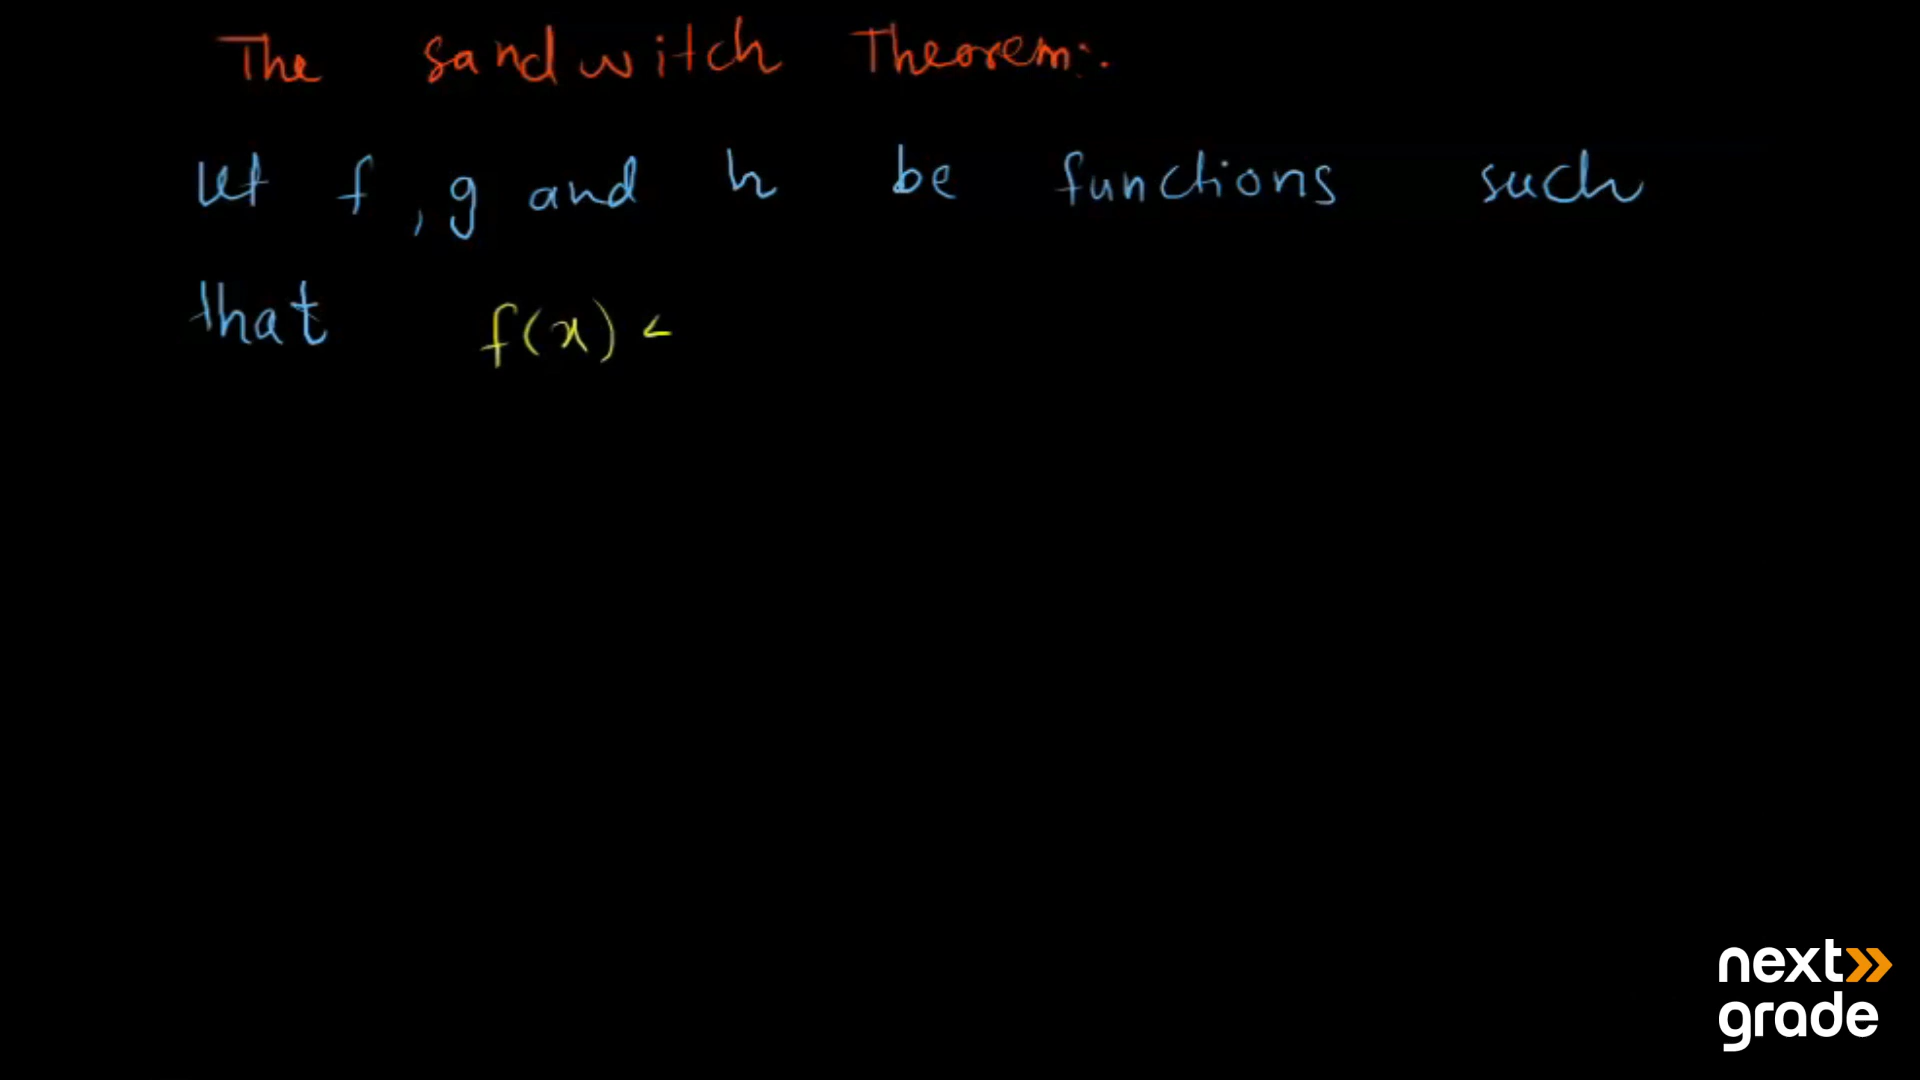 The sandwitch Theorem:.
let f, g and h be functions such
that f(x) <
next
grade